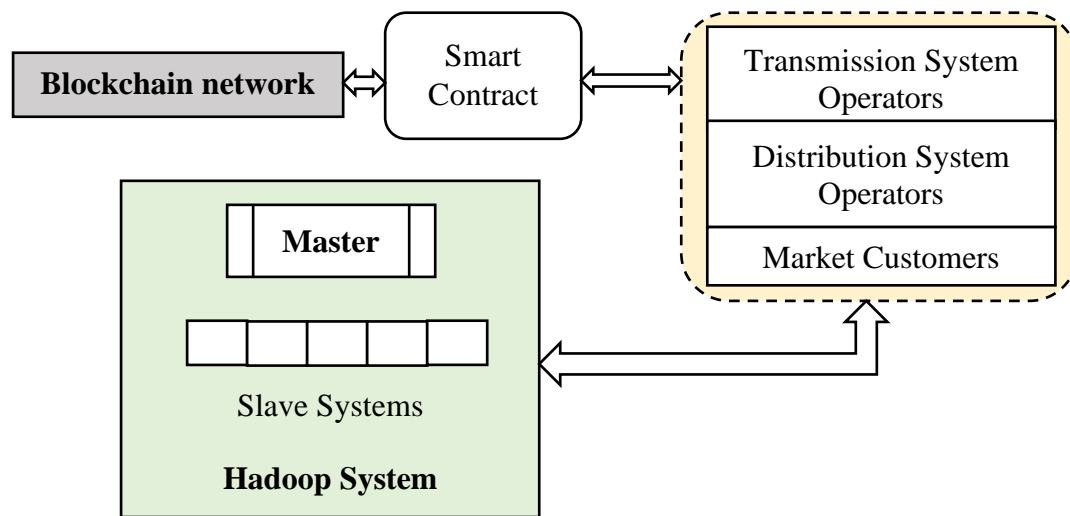 Blockchain network
Smart
Contract
Transmission System
Operators
Distribution System
Operators
Market Customers
Master
Slave Systems
Hadoop System